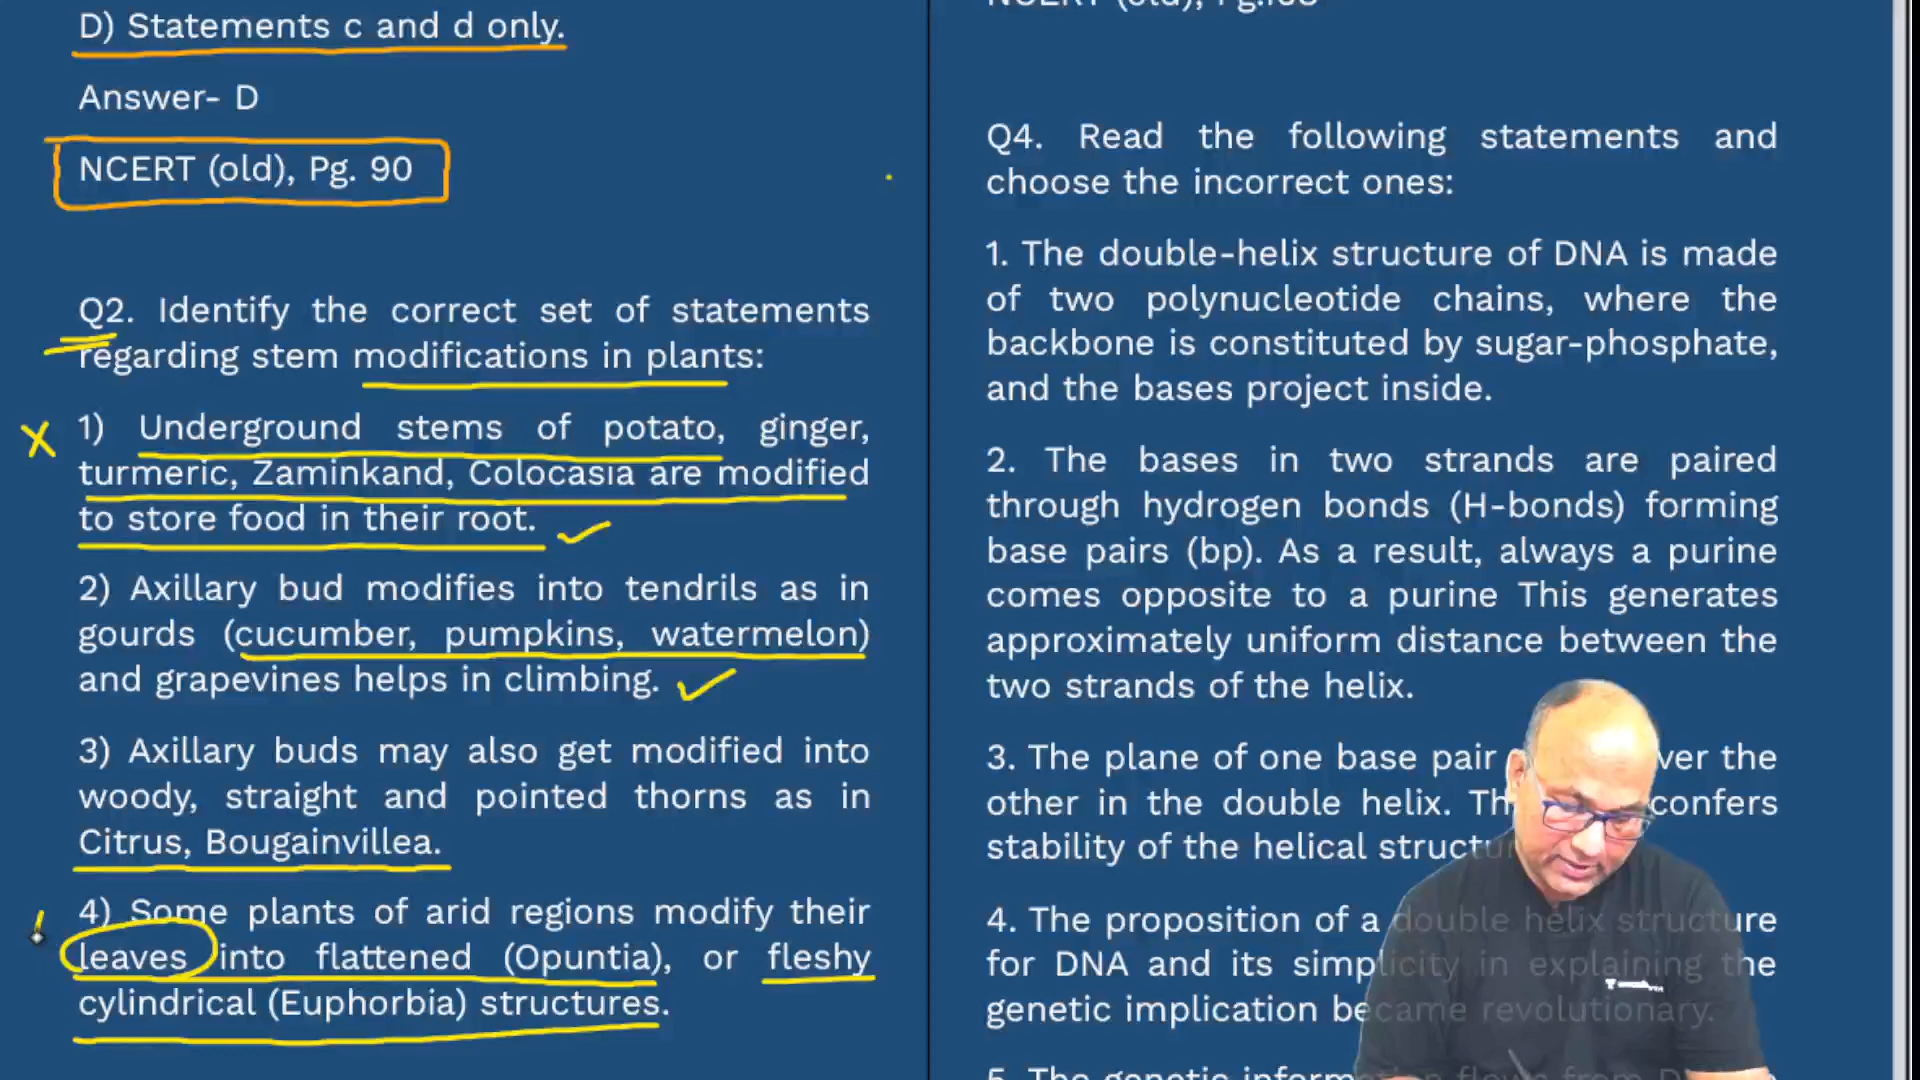 D) Statements c and d only.
Answer- D
NCERT (old), Pg. 90
Q2. Identify the correct set of statements
regarding stem modifications in plants:
1) Underground stems of potato, ginger,
turmeric, Zaminkand, Colocasia are modified
to store food in their root.
2) Axillary bud modifies into tendrils as in
gourds (cucumber, pumpkins, watermelon)
and grapevines helps in climbing.
3) Axillary buds may also get modified into
woody, straight and pointed thorns as in
Citrus, Bougainvillea.
4) Some plants of arid regions modify their
leaves into flattened (Opuntia), or fleshy
cylindrical (Euphorbia) structures.
NCERT (old),
Q4. Read the following statements and
choose the incorrect ones:
1. The double-helix structure of DNA is made
of two polynucleotide chains, where the
backbone is constituted by sugar-phosphate,
and the bases project inside.
2. The bases in two strands are paired
through hydrogen bonds (H-bonds) forming
base pairs (bp). As a result, always a purine
comes opposite to a purine This generates
approximately uniform distance between the
two strands of the helix.
3. The plane of one base pair the
other in the double helix. confers
stability of the helical
4. The proposition of a double helix structure
for DNA and its simplicity in explaining the
genetic implication became revolutionary.
5. The genetic information flows from